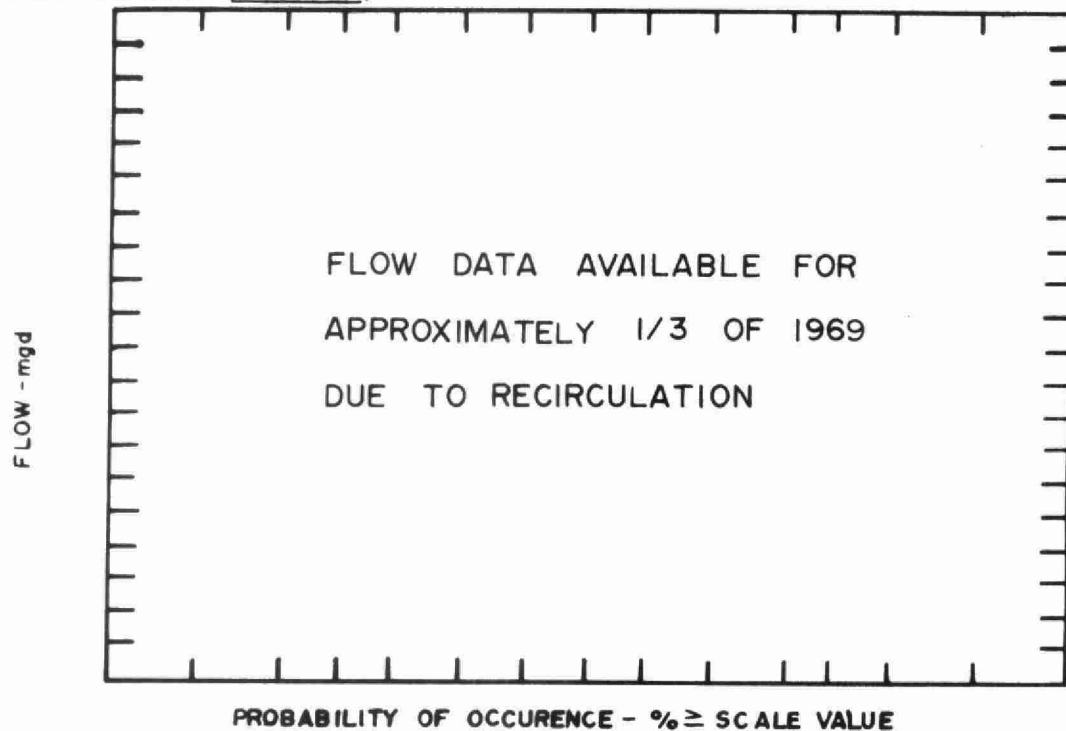 FLOW DATA AVAILABLE FOR
APPROXIMATELY 1/3 OF 1969
DUE TO RECIRCULATION
FLOW - mgd
PROBABILITY OF OCCURENCE - % ≥ SCALE VALUE